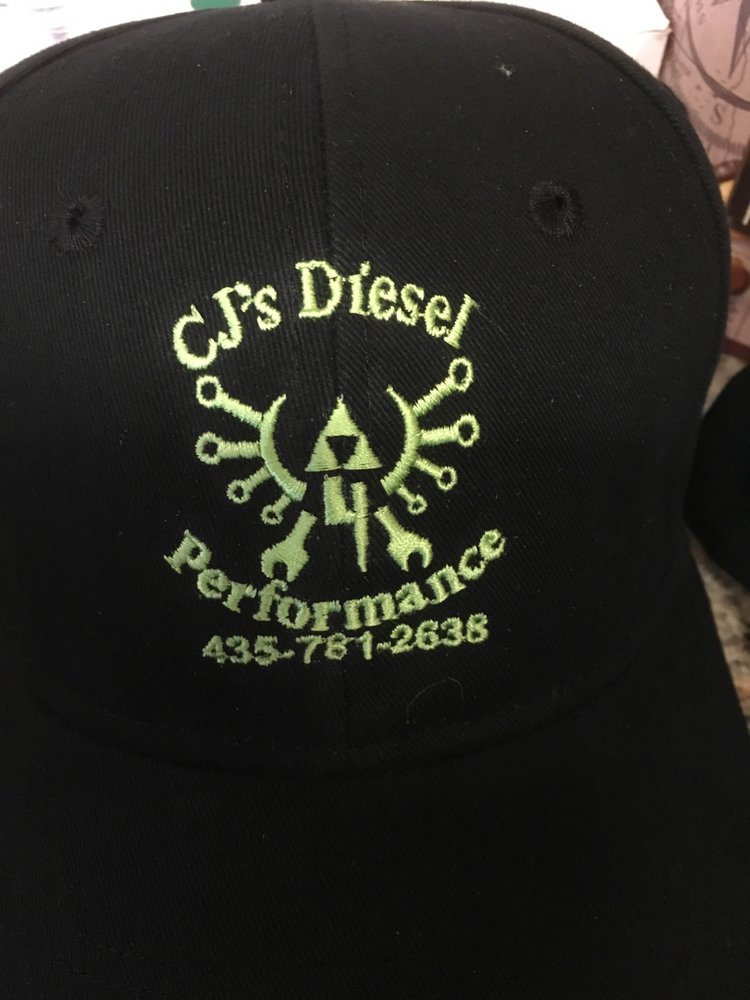 CJ's Diesel
Performance
435-781-2638